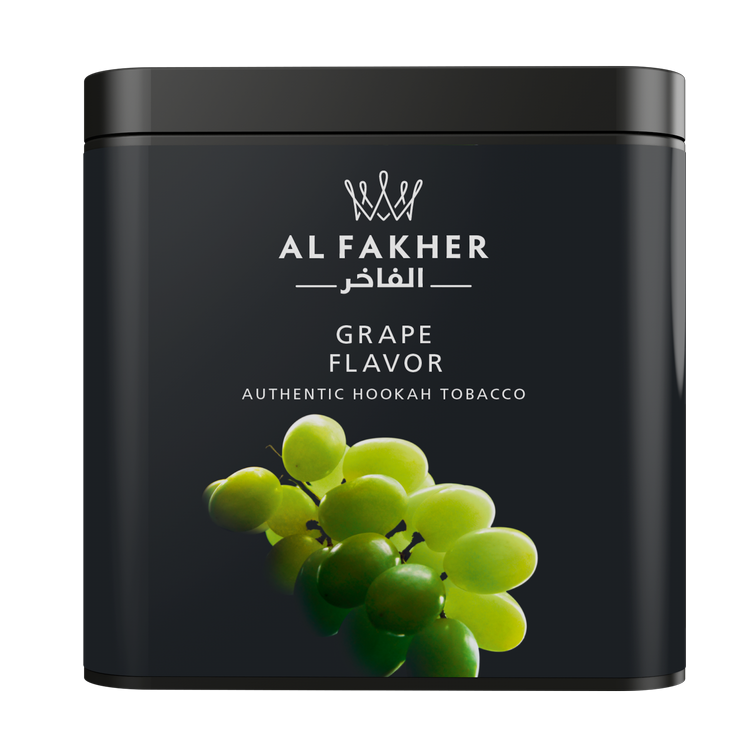 AL FAKHER
الفاخر
GRAPE
FLAVOR
AUTHENTIC HOOKAH TOBACCO